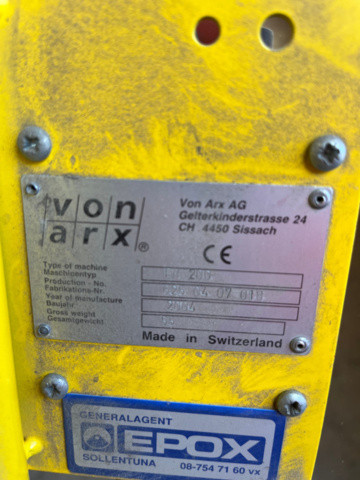 von
arx®
Von Arx AG
Gelterkinderstrasse 24
CH 4450 Sissach
CE
Type of machine
Maschinentyp
Production - No.
Fabrikations-Nr.
Year of manufacture
Baujahr
Gross weight
Gesamtgewicht
Made in Switzerland
GENERALAGENT
EPOX
SOLLENTUNA 08-754 71 60 vx